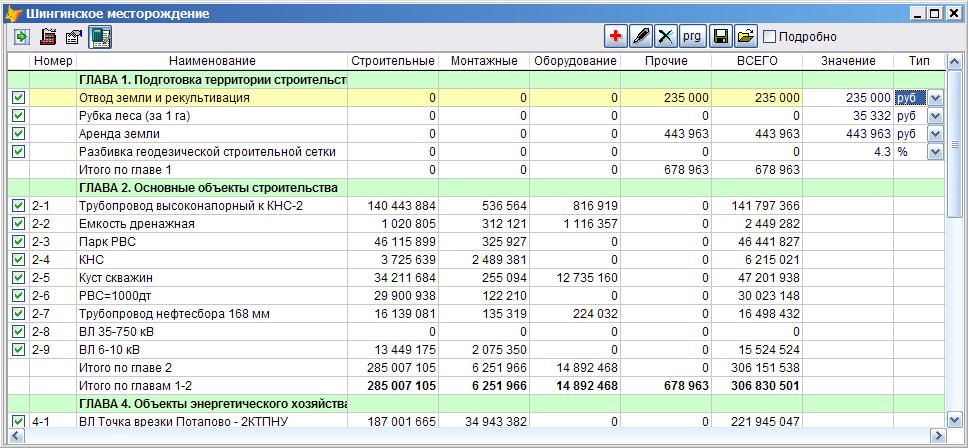 Шингинское месторождение
prg Подробно
Номер Наименование Строительные Монтажные Оборудование Прочие ВСЕГО Значение Тип
ГЛАВА 1. Подготовка территории строительст
Отвод земли и рекультивация 0 0 0 235 000 235 000 235 000 руб
Рубка леса (за 1 га) 0 0 0 0 0 35 332 руб
Аренда земли 0 0 0 443 963 443 963 443 963 руб
Разбивка геодезической строительной сетки 0 0 0 0 0 4.3 %
Итого по главе 1 0 0 0 678 963 678 963
ГЛАВА 2. Основные объекты строительства
2-1 Трубопровод высоконапорный к КНС-2 140 443 884 536 564 816 919 0 141 797 366
2-2 Емкость дренажная 1 020 805 312 121 1 116 357 0 2 449 282
2-3 Парк РВС 46 115 899 325 927 0 0 46 441 827
2-4 КНС 3 725 639 2 489 381 0 0 6 215 021
2-5 Куст скважин 34 211 684 255 094 12 735 160 0 47 201 938
2-6 РВС=1000дт 29 900 938 122 210 0 0 30 023 148
2-7 Трубопровод нефтесбора 168 мм 16 139 081 135 319 224 032 0 16 498 432
2-8 ВЛ 35-750 кВ 0 0 0 0 0
2-9 ВЛ 6-10 кВ 13 449 175 2 075 350 0 0 15 524 524
Итого по главе 2 285 007 105 6 251 966 14 892 468 0 306 151 538
Итого по главам 1-2 285 007 105 6 251 966 14 892 468 678 963 306 830 501
ГЛАВА 4. Объекты энергетического хозяйства
4-1 ВЛ Точка врезки Потапово - 2КТПНУ 187 001 665 34 943 382 0 0 221 945 047